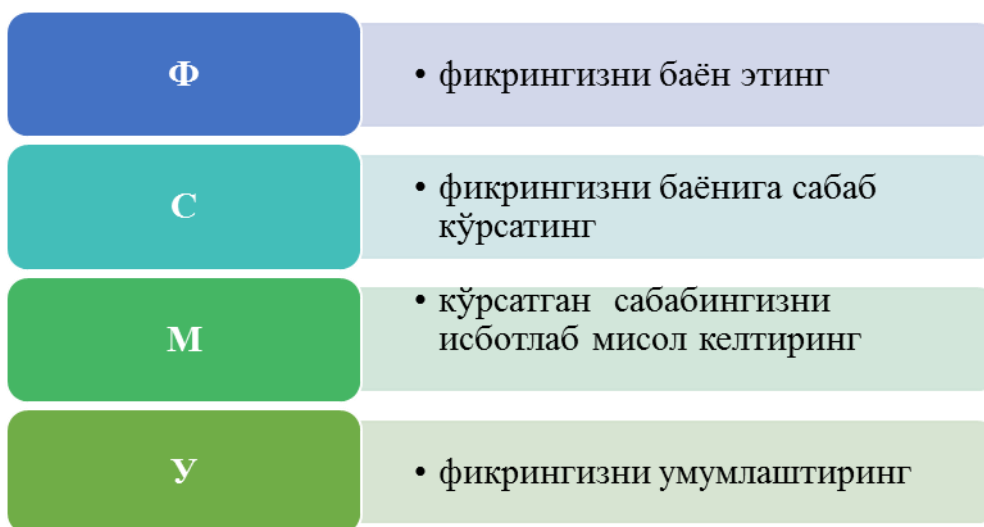 Ф
• фикрингизни баён этинг
С
• фикрингизни баёнига сабаб
кўрсатинг
М
• кўрсатган сабабингизни
исботлаб мисол келтиринг
У
• фикрингизни умумлаштиринг